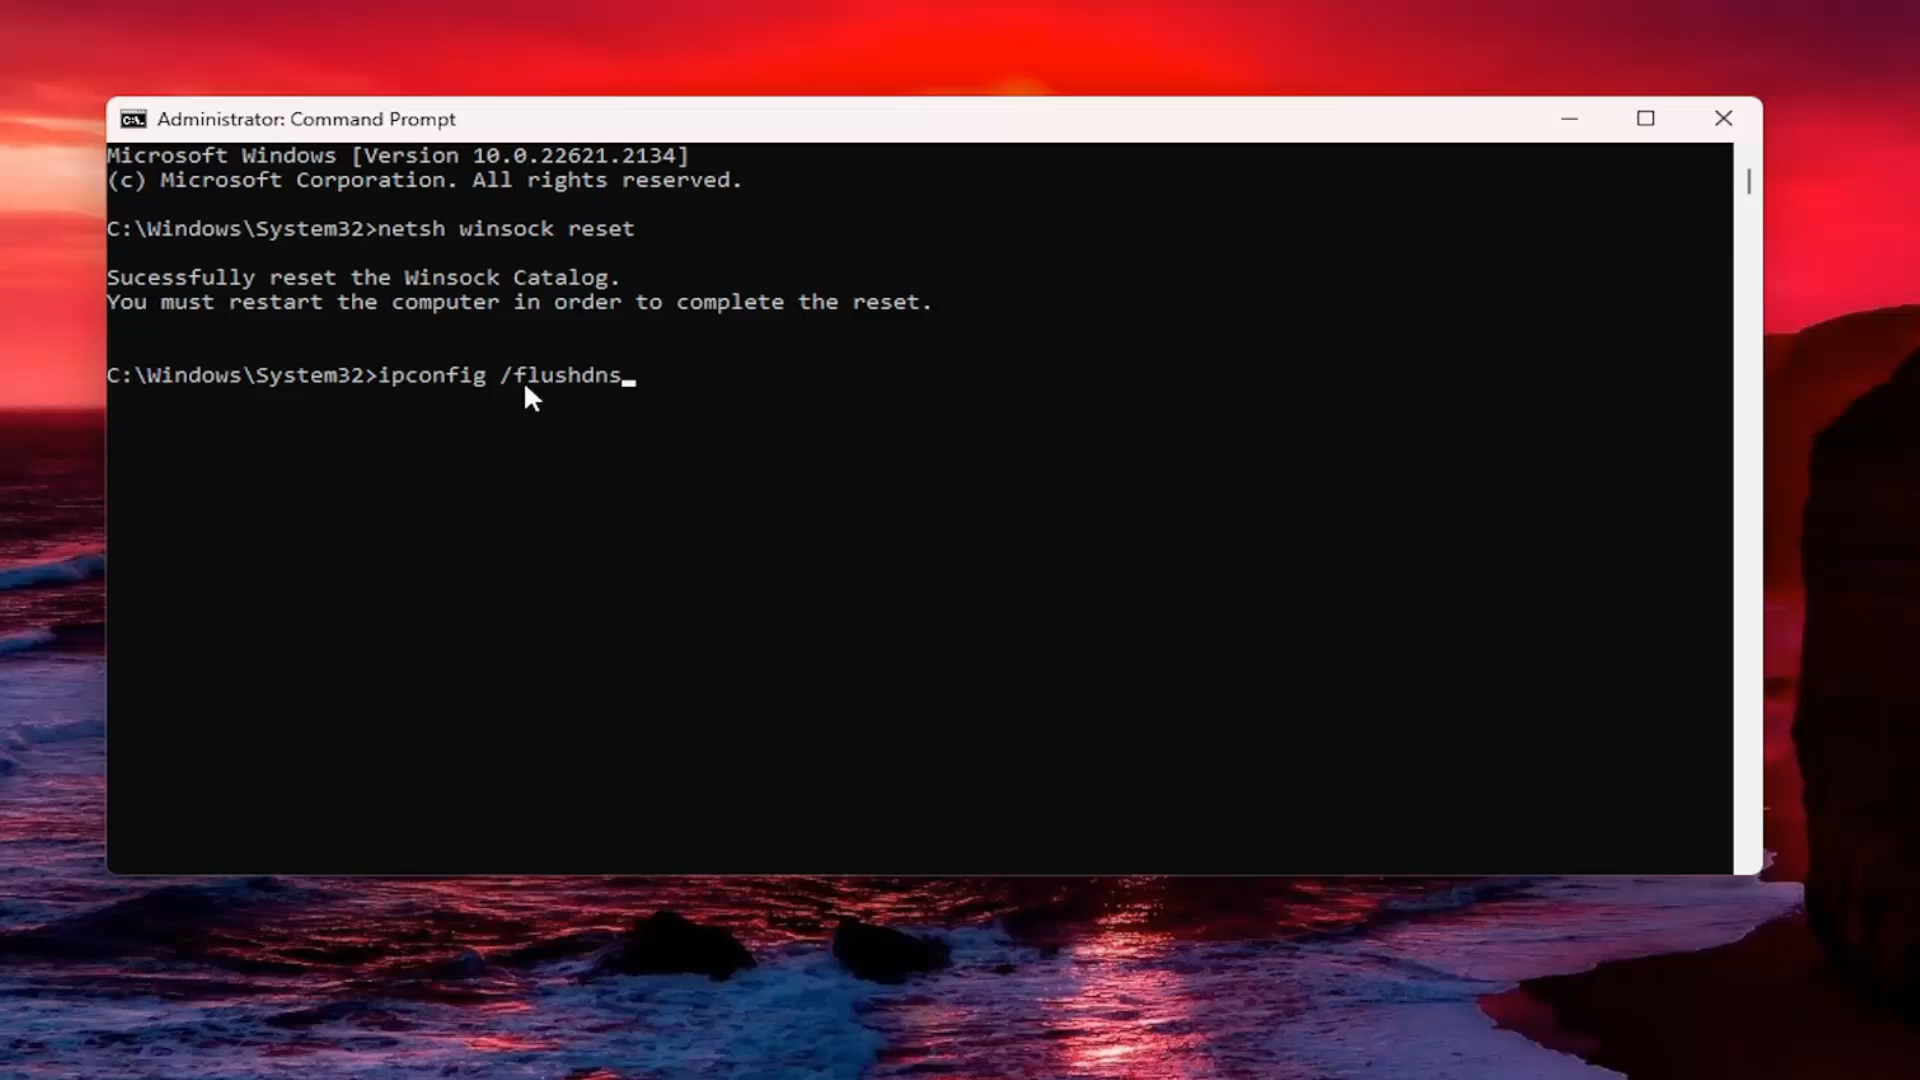 Administrator: Command Prompt
Microsoft Windows [Version 10.0.22621.2134]
(c) Microsoft Corporation. All rights reserved.
C:\Windows\System32>netsh winsock reset
Sucessfully reset the Winsock Catalog.
You must restart the computer in order to complete the reset.
C:\Windows\System32>ipconfig /flushdns